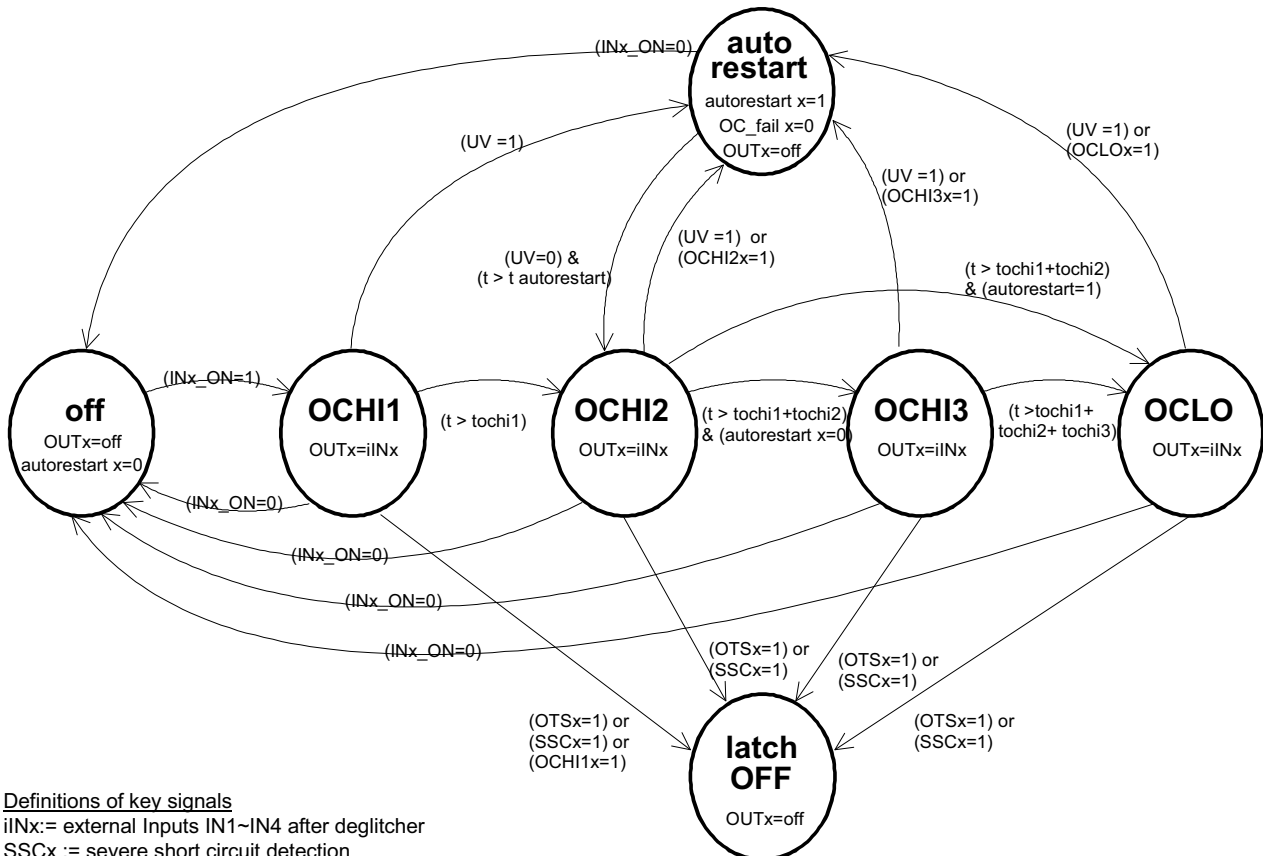 auto
restart
autorestart x=1
OC_fail x=0
OUTx=off
(INx_ON=0)
(UV =1)
(UV =1) or
(OCLOx=1)
(UV =1) or
(OCHI3x=1)
(UV=0) &
(t > t autorestart)
(UV =1) or
(OCHI2x=1)
(t > tochi1+tochi2)
& (autorestart=1)
off
OUTx=off
autorestart x=0
(INx_ON=1)
OCHI1
OUTx=iINx
(t > tochi1)
OCHI2
OUTx=iINx
(t > tochi1+tochi2)
& (autorestart x=0)
OCHI3
OUTx=iINx
(t >tochi1+
tochi2+ tochi3)
OCLO
OUTx=iINx
(INx_ON=0)
(INx_ON=0)
(INx_ON=0)
(INx_ON=0)
(OTSx=1) or
(SSCx=1) or
(OCHI1x=1)
(OTSx=1) or
(SSCx=1)
(OTSx=1) or
(SSCx=1)
(OTSx=1) or
(SSCx=1)
latch
OFF
OUTx=off
Definitions of key signals
iINx:= external Inputs IN1~IN4 after deglitcher
SSCx := severe short circuit detection